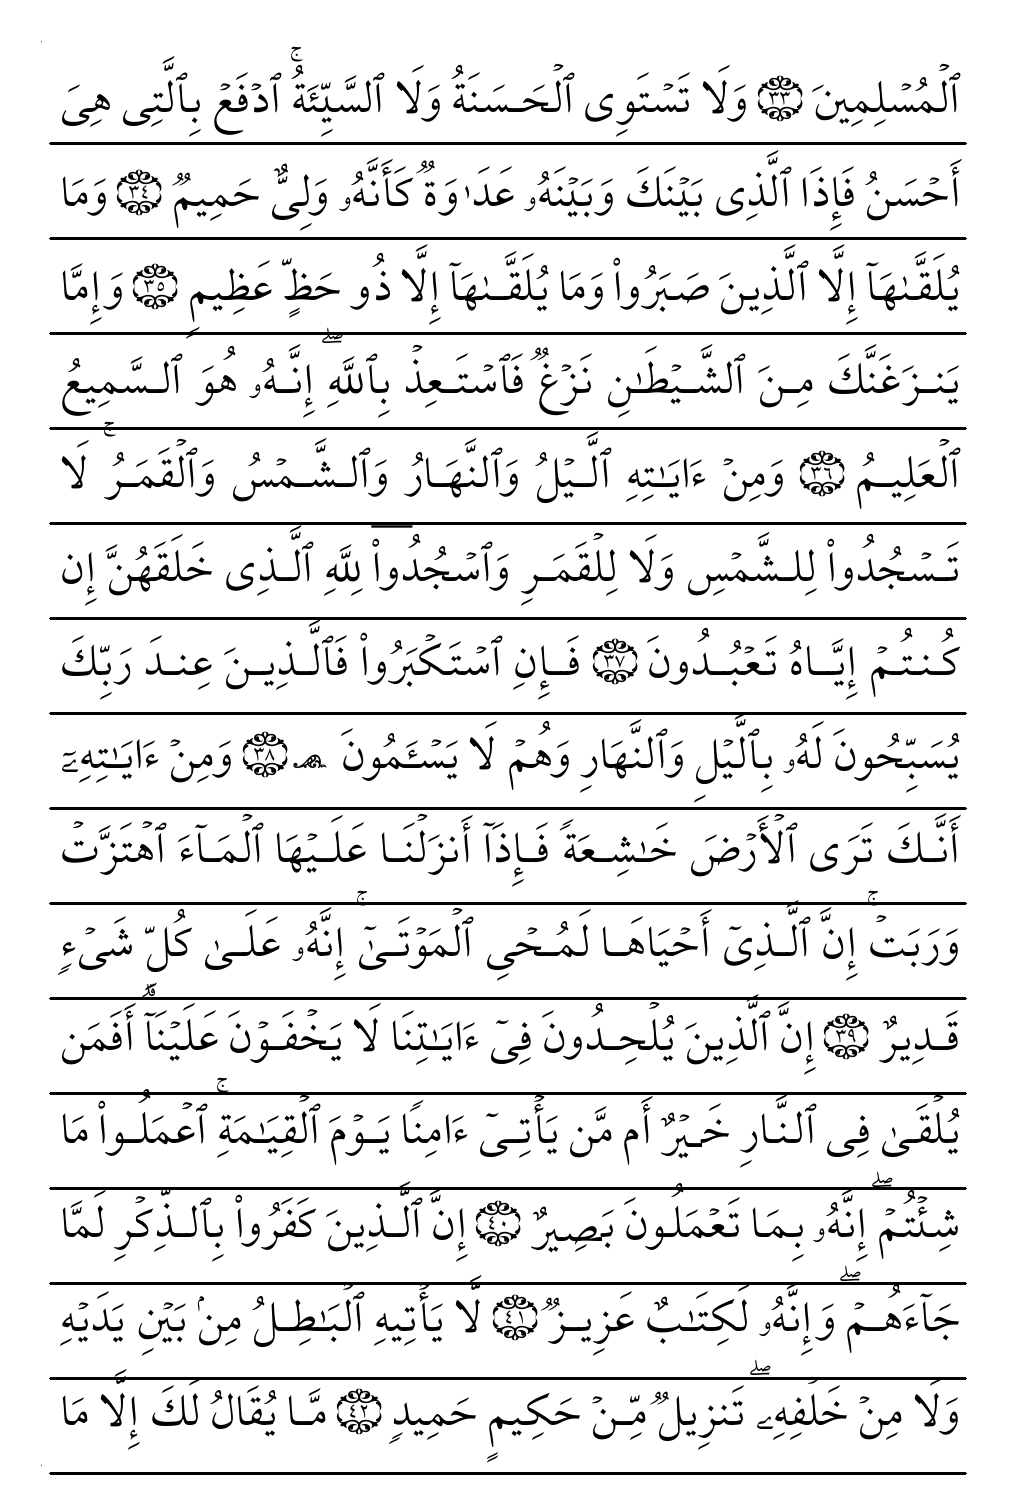 ٱلْمُسْلِمِينَ ٣٣ وَلَا تَسْتَوِى ٱلْحَسَنَةُ وَلَا ٱلسَّيِّئَةُ ۚ ٱدْفَعْ بِٱلَّتِى هِىَ
أَحْسَنُ فَإِذَا ٱلَّذِى بَيْنَكَ وَبَيْنَهُۥ عَدَٰوَةٌ كَأَنَّهُۥ وَلِىٌّ حَمِيمٌ ٣٤ وَمَا
يُلَقَّىٰهَآ إِلَّا ٱلَّذِينَ صَبَرُوا۟ وَمَا يُلَقَّىٰهَآ إِلَّا ذُو حَظٍّ عَظِيمٍ ٣٥ وَإِمَّا
يَنزَغَنَّكَ مِنَ ٱلشَّيْطَٰنِ نَزْغٌ فَٱسْتَعِذْ بِٱللَّهِ ۖ إِنَّهُۥ هُوَ ٱلسَّمِيعُ
ٱلْعَلِيمُ ٣٦ وَمِنْ ءَايَٰتِهِ ٱلَّيْلُ وَٱلنَّهَارُ وَٱلشَّمْسُ وَٱلْقَمَرُ ۚ لَا
تَسْجُدُوا۟ لِلشَّمْسِ وَلَا لِلْقَمَرِ وَٱسْجُدُوا۟ لِلَّهِ ٱلَّذِى خَلَقَهُنَّ إِن
كُنتُمْ إِيَّاهُ تَعْبُدُونَ ٣٧ فَإِنِ ٱسْتَكْبَرُوا۟ فَٱلَّذِينَ عِندَ رَبِّكَ
يُسَبِّحُونَ لَهُۥ بِٱلَّيْلِ وَٱلنَّهَارِ وَهُمْ لَا يَسْـَٔمُونَ ۩ ٣٨ وَمِنْ ءَايَٰتِهِۦٓ
أَنَّكَ تَرَى ٱلْأَرْضَ خَٰشِعَةً فَإِذَآ أَنزَلْنَا عَلَيْهَا ٱلْمَآءَ ٱهْتَزَّتْ
وَرَبَتْ ۚ إِنَّ ٱلَّذِىٓ أَحْيَاهَا لَمُحْىِ ٱلْمَوْتَىٰٓ ۚ إِنَّهُۥ عَلَىٰ كُلِّ شَىْءٍ
قَدِيرٌ ٣٩ إِنَّ ٱلَّذِينَ يُلْحِدُونَ فِىٓ ءَايَٰتِنَا لَا يَخْفَوْنَ عَلَيْنَآ ۗ أَفَمَن
يُلْقَىٰ فِى ٱلنَّارِ خَيْرٌ أَم مَّن يَأْتِىٓ ءَامِنًا يَوْمَ ٱلْقِيَٰمَةِ ۚ ٱعْمَلُوا۟ مَا
شِئْتُمْ ۖ إِنَّهُۥ بِمَا تَعْمَلُونَ بَصِيرٌ ٤٠ إِنَّ ٱلَّذِينَ كَفَرُوا۟ بِٱلذِّكْرِ لَمَّا
جَآءَهُمْ ۖ وَإِنَّهُۥ لَكِتَٰبٌ عَزِيزٌ ٤١ لَّا يَأْتِيهِ ٱلْبَٰطِلُ مِنۢ بَيْنِ يَدَيْهِ
وَلَا مِنْ خَلْفِهِۦ ۖ تَنزِيلٌ مِّنْ حَكِيمٍ حَمِيدٍ ٤٢ مَّا يُقَالُ لَكَ إِلَّا مَا